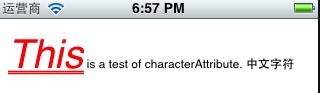 运营商 6:57 PM
This is a test of characterAttribute. 中文字符